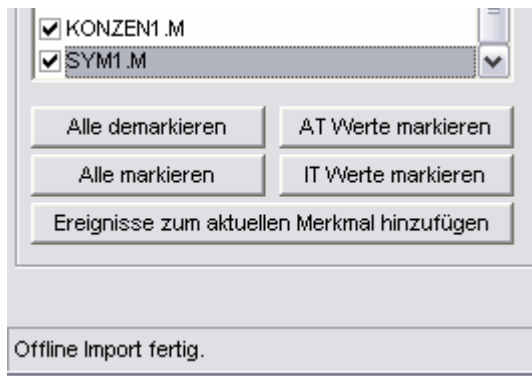 KONZEN1.M
SYM1.M
Alle demarkieren AT Werte markieren
Alle markieren IT Werte markieren
Ereignisse zum aktuellen Merkmal hinzufügen
Offline Import fertig.